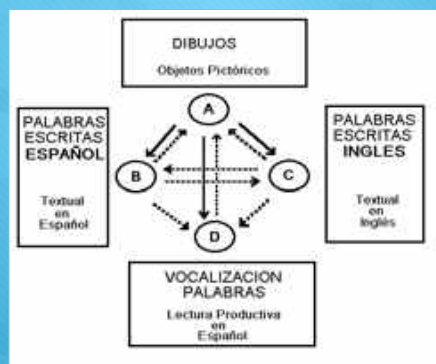 DIBUJOS
Objetos Pictóricos
PALABRAS
ESCRITAS
ESPAÑOL
Textual
en
Español
A
B
C
D
PALABRAS
ESCRITAS
INGLES
Textual
en
Inglés
VOCALIZACION
PALABRAS
Lectura Productiva
en
Español